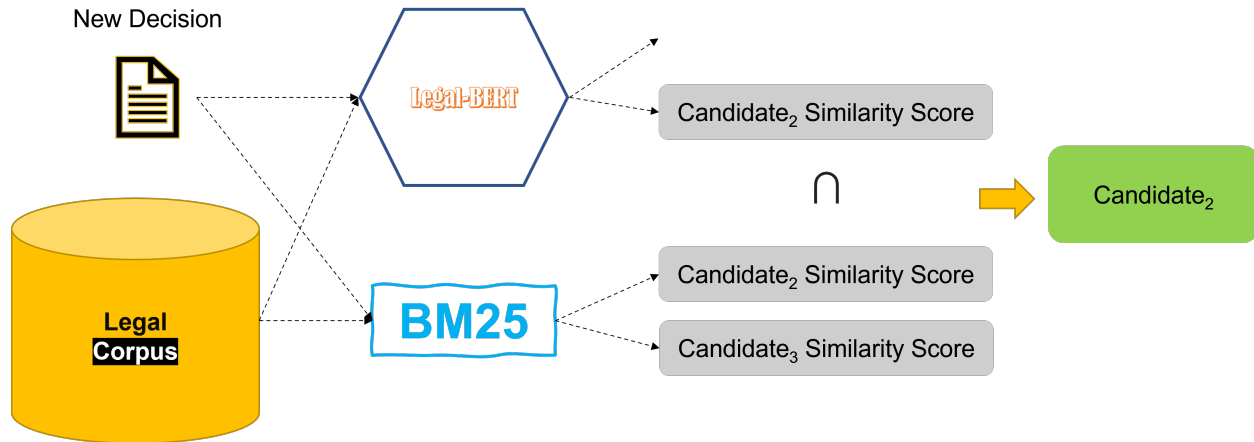 New Decision
Legal-BERT
Candidate₂ Similarity Score
∩
Candidate₂
Candidate₂ Similarity Score
Legal
Corpus
BM25
Candidate₃ Similarity Score